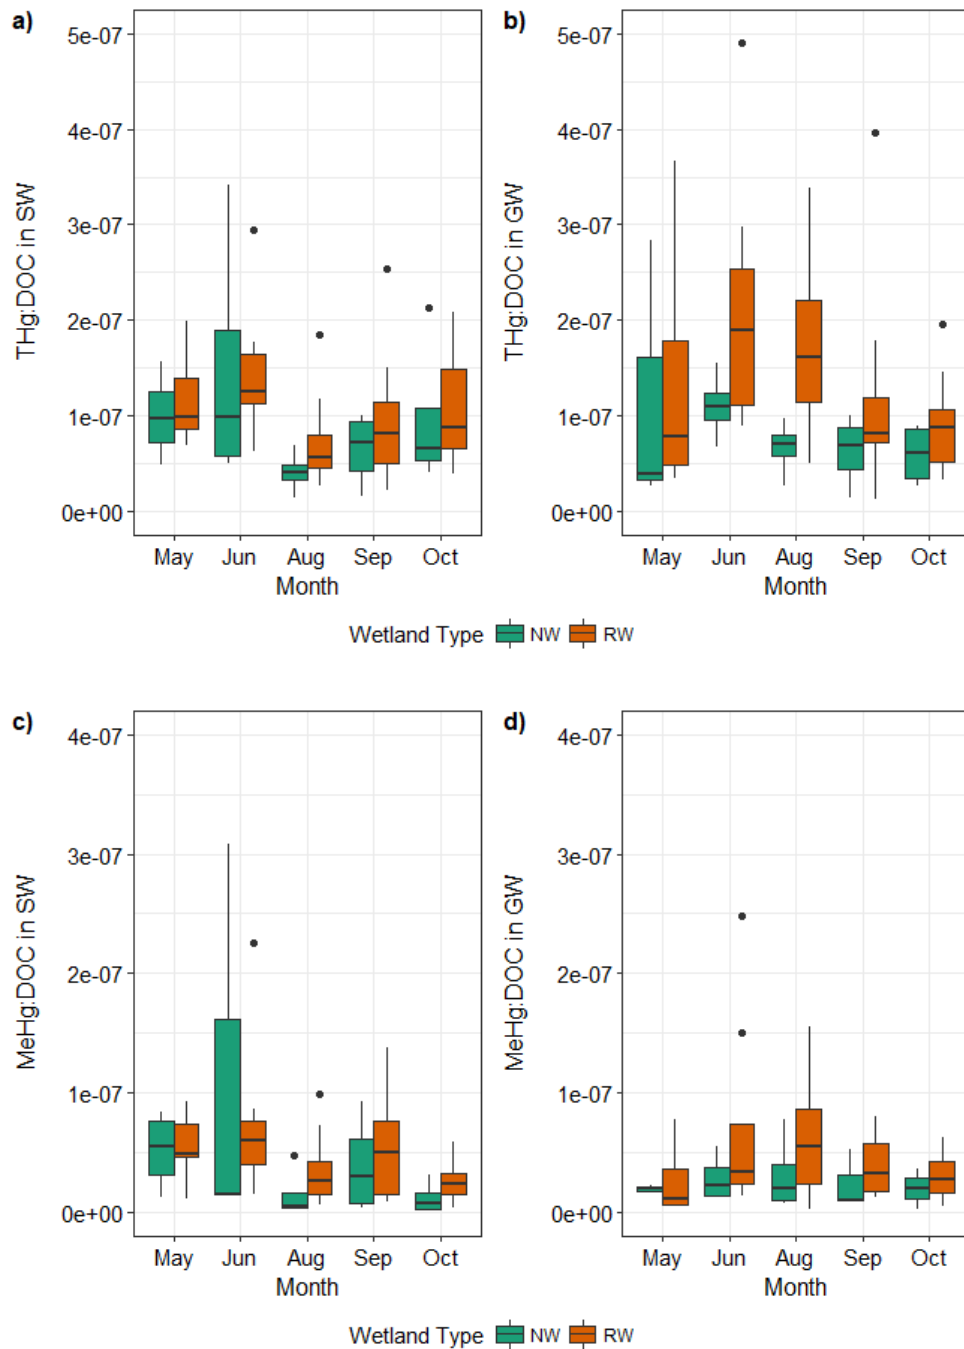 a)
THg:DOC in SW
5e-07
4e-07
3e-07
2e-07
1e-07
0e+00
May Jun Aug Sep Oct
Month
b)
THg:DOC in GW
5e-07
4e-07
3e-07
2e-07
1e-07
0e+00
May Jun Aug Sep Oct
Month
Wetland Type NW RW
c)
MeHg:DOC in SW
4e-07
3e-07
2e-07
1e-07
0e+00
May Jun Aug Sep Oct
Month
d)
MeHg:DOC in GW
4e-07
3e-07
2e-07
1e-07
0e+00
May Jun Aug Sep Oct
Month
Wetland Type NW RW